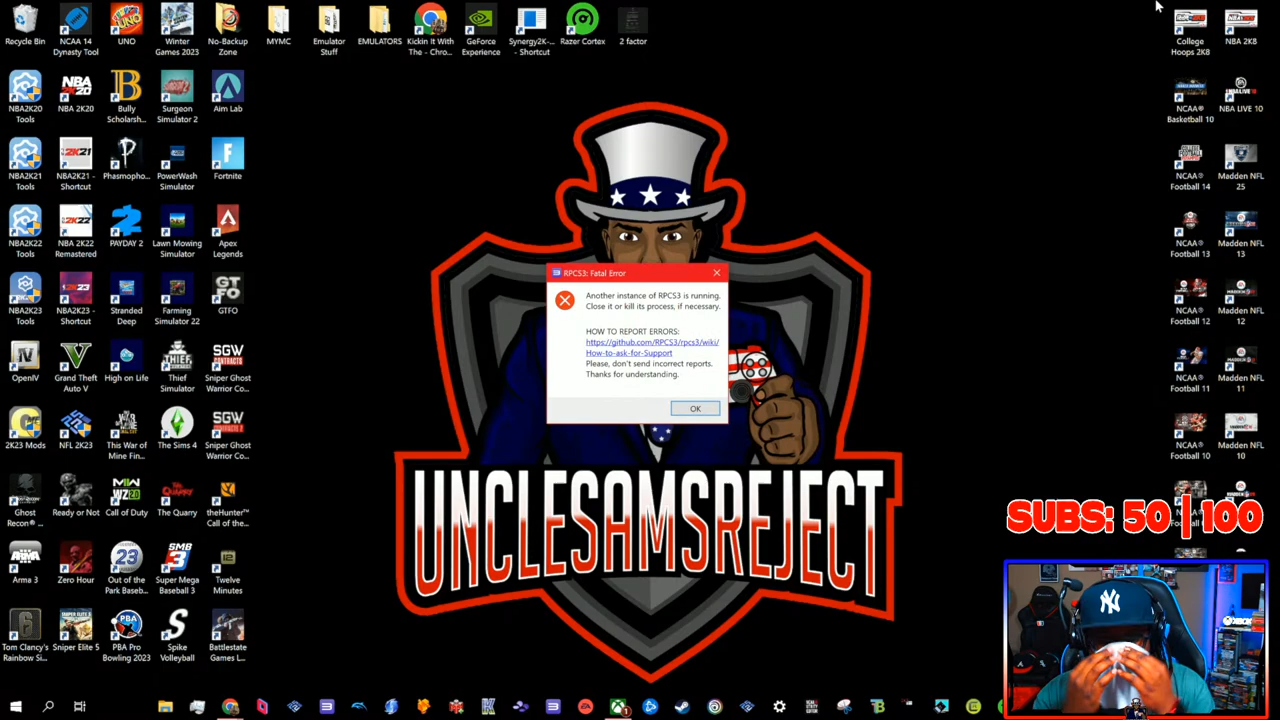 Recycle Bin
NCAA 14
Dynasty Tool
UNO
Winter
Games 2023
No-Backup
Zone
MYMC
Emulator
Stuff
EMULATORS
Kickin It With
The - Chro...
GeForce
Experience
Synergy2K-...
- Shortcut
Razer Cortex
2 factor
College
Hoops 2K8
NBA 2K8
NBA2K20
Tools
NBA 2K20
Bully
Scholarsh...
Surgeon
Simulator 2
Aim Lab
NCAA®
Basketball 10
NBA LIVE 10
NBA2K21
Tools
2K21 -
Shortcut
Phasmopho...
PowerWash
Simulator
Fortnite
NCAA®
Football 14
Madden NFL
25
NBA2K22
Tools
NBA 2K22
Remastered
PAYDAY 2
Lawn Mowing
Simulator
Apex
Legends
NCAA®
Football 13
Madden NFL
13
NBA2K23
Tools
NBA2K23 -
Shortcut
Stranded
Deep
Farming
Simulator 22
GTFO
NCAA®
Football 12
Madden NFL
12
OpenIV
Grand Theft
Auto V
High on Life
Thief
Simulator
Sniper Ghost
Warrior Co...
NCAA®
Football 11
Madden NFL
11
2K23 Mods
NFL 2K23
This War of
Mine Fin...
The Sims 4
Sniper Ghost
Warrior Co...
NCAA®
Football 10
Madden NFL
10
Ghost
Recon®...
Ready or Not
Call of Duty
The Quarry
theHunter™
Call of the...
Arma 3
Zero Hour
Out of the
Park Baseb...
Super Mega
Baseball 3
Twelve
Minutes
Tom Clancy's
Rainbow Si...
Sniper Elite 5
PBA Pro
Bowling 2023
Spike
Volleyball
Battlestate
Games L...
RPCS3: Fatal Error
Another instance of RPCS3 is running.
Close it or kill its process, if necessary.
HOW TO REPORT ERRORS:
https://github.com/RPCS3/rpcs3/wiki/
How-to-ask-for-Support
Please, don't send incorrect reports.
Thanks for understanding.
OK
UNCLESAMSREJECT
SUBS: 50 | 100